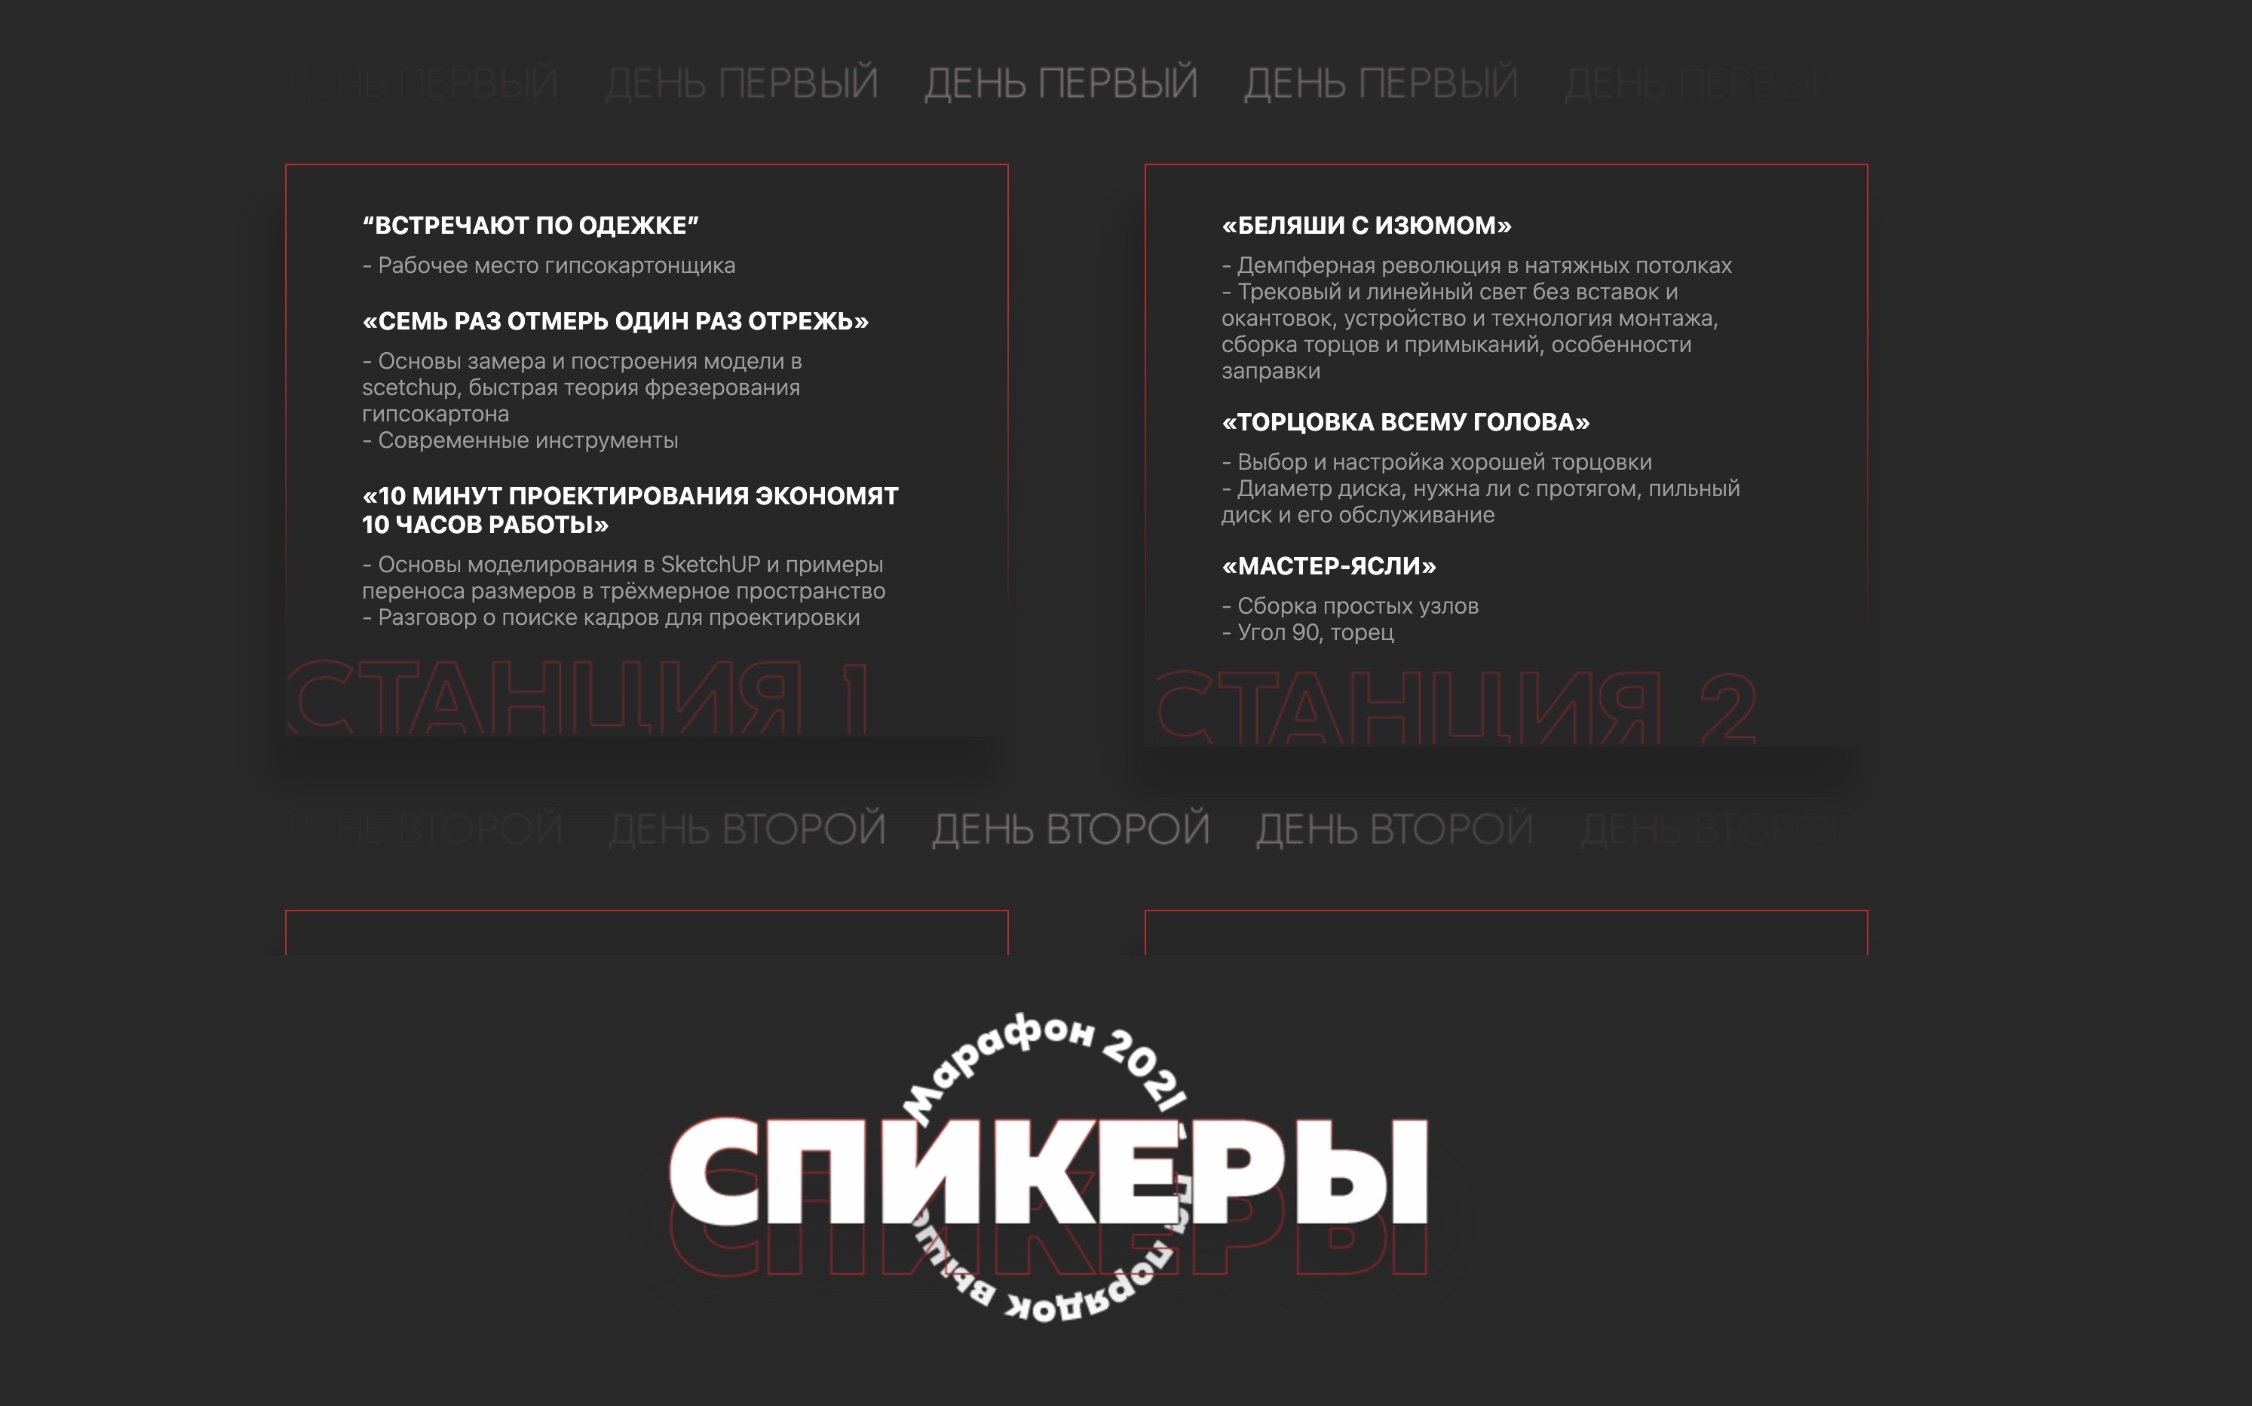 ДЕНЬ ПЕРВЫЙ ДЕНЬ ПЕРВЫЙ ДЕНЬ ПЕРВЫЙ ДЕНЬ ПЕРВЫЙ ДЕНЬ ПЕРВЫЙ
“ВСТРЕЧАЮТ ПО ОДЕЖКЕ”
- Рабочее место гипсокартонщика
«СЕМЬ РАЗ ОТМЕРЬ ОДИН РАЗ ОТРЕЖЬ»
- Основы замера и построения модели в
scetchup, быстрая теория фрезерования
гипсокартона
- Современные инструменты
«10 МИНУТ ПРОЕКТИРОВАНИЯ ЭКОНОМЯТ
10 ЧАСОВ РАБОТЫ»
- Основы моделирования в SketchUP и примеры
переноса размеров в трёхмерное пространство
- Разговор о поиске кадров для проектировки
СТАНЦИЯ 1
«БЕЛЯШИ С ИЗЮМОМ»
- Демпферная революция в натяжных потолках
- Трековый и линейный свет без вставок и
окантовок, устройство и технология монтажа,
сборка торцов и примыканий, особенности
заправки
«ТОРЦОВКА ВСЕМУ ГОЛОВА»
- Выбор и настройка хорошей торцовки
- Диаметр диска, нужна ли с протягом, пильный
диск и его обслуживание
«МАСТЕР-ЯСЛИ»
- Сборка простых узлов
- Угол 90, торец
СТАНЦИЯ 2
ДЕНЬ ВТОРОЙ ДЕНЬ ВТОРОЙ ДЕНЬ ВТОРОЙ ДЕНЬ ВТОРОЙ ДЕНЬ ВТОРОЙ
Марафон 2021 - На порядок выше
СПИКЕРЫ
СПИКЕРЫ